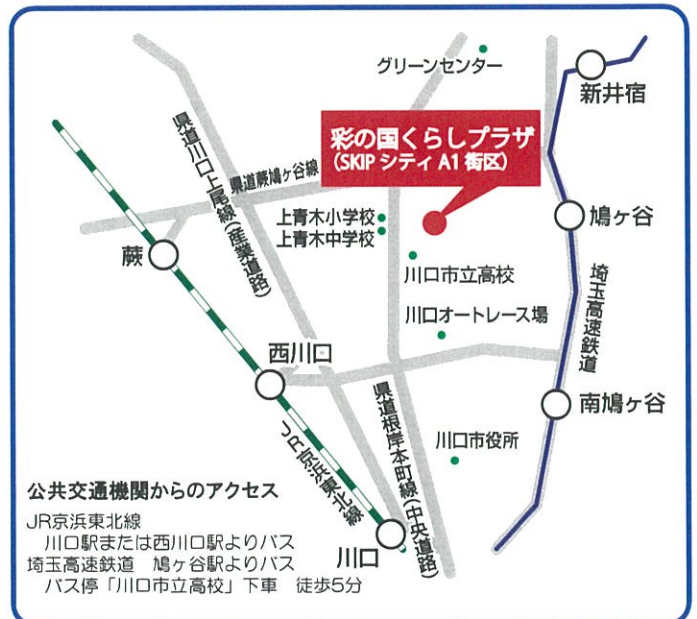 グリーンセンター
新井宿
彩の国くらしプラザ
(SKIPシティ A1 街区)
県道川口上尾線(産業道路)
県道蕨鳩ヶ谷線
上青木小学校
上青木中学校
鳩ヶ谷
蕨
川口市立高校
埼玉高速鉄道
川口オートレース場
西川口
南鳩ヶ谷
県道根岸本町線(中央道路)
川口市役所
JR京浜東北線
川口
公共交通機関からのアクセス
JR京浜東北線
川口駅または西川口駅よりバス
埼玉高速鉄道 鳩ヶ谷駅よりバス
バス停「川口市立高校」下車 徒歩5分